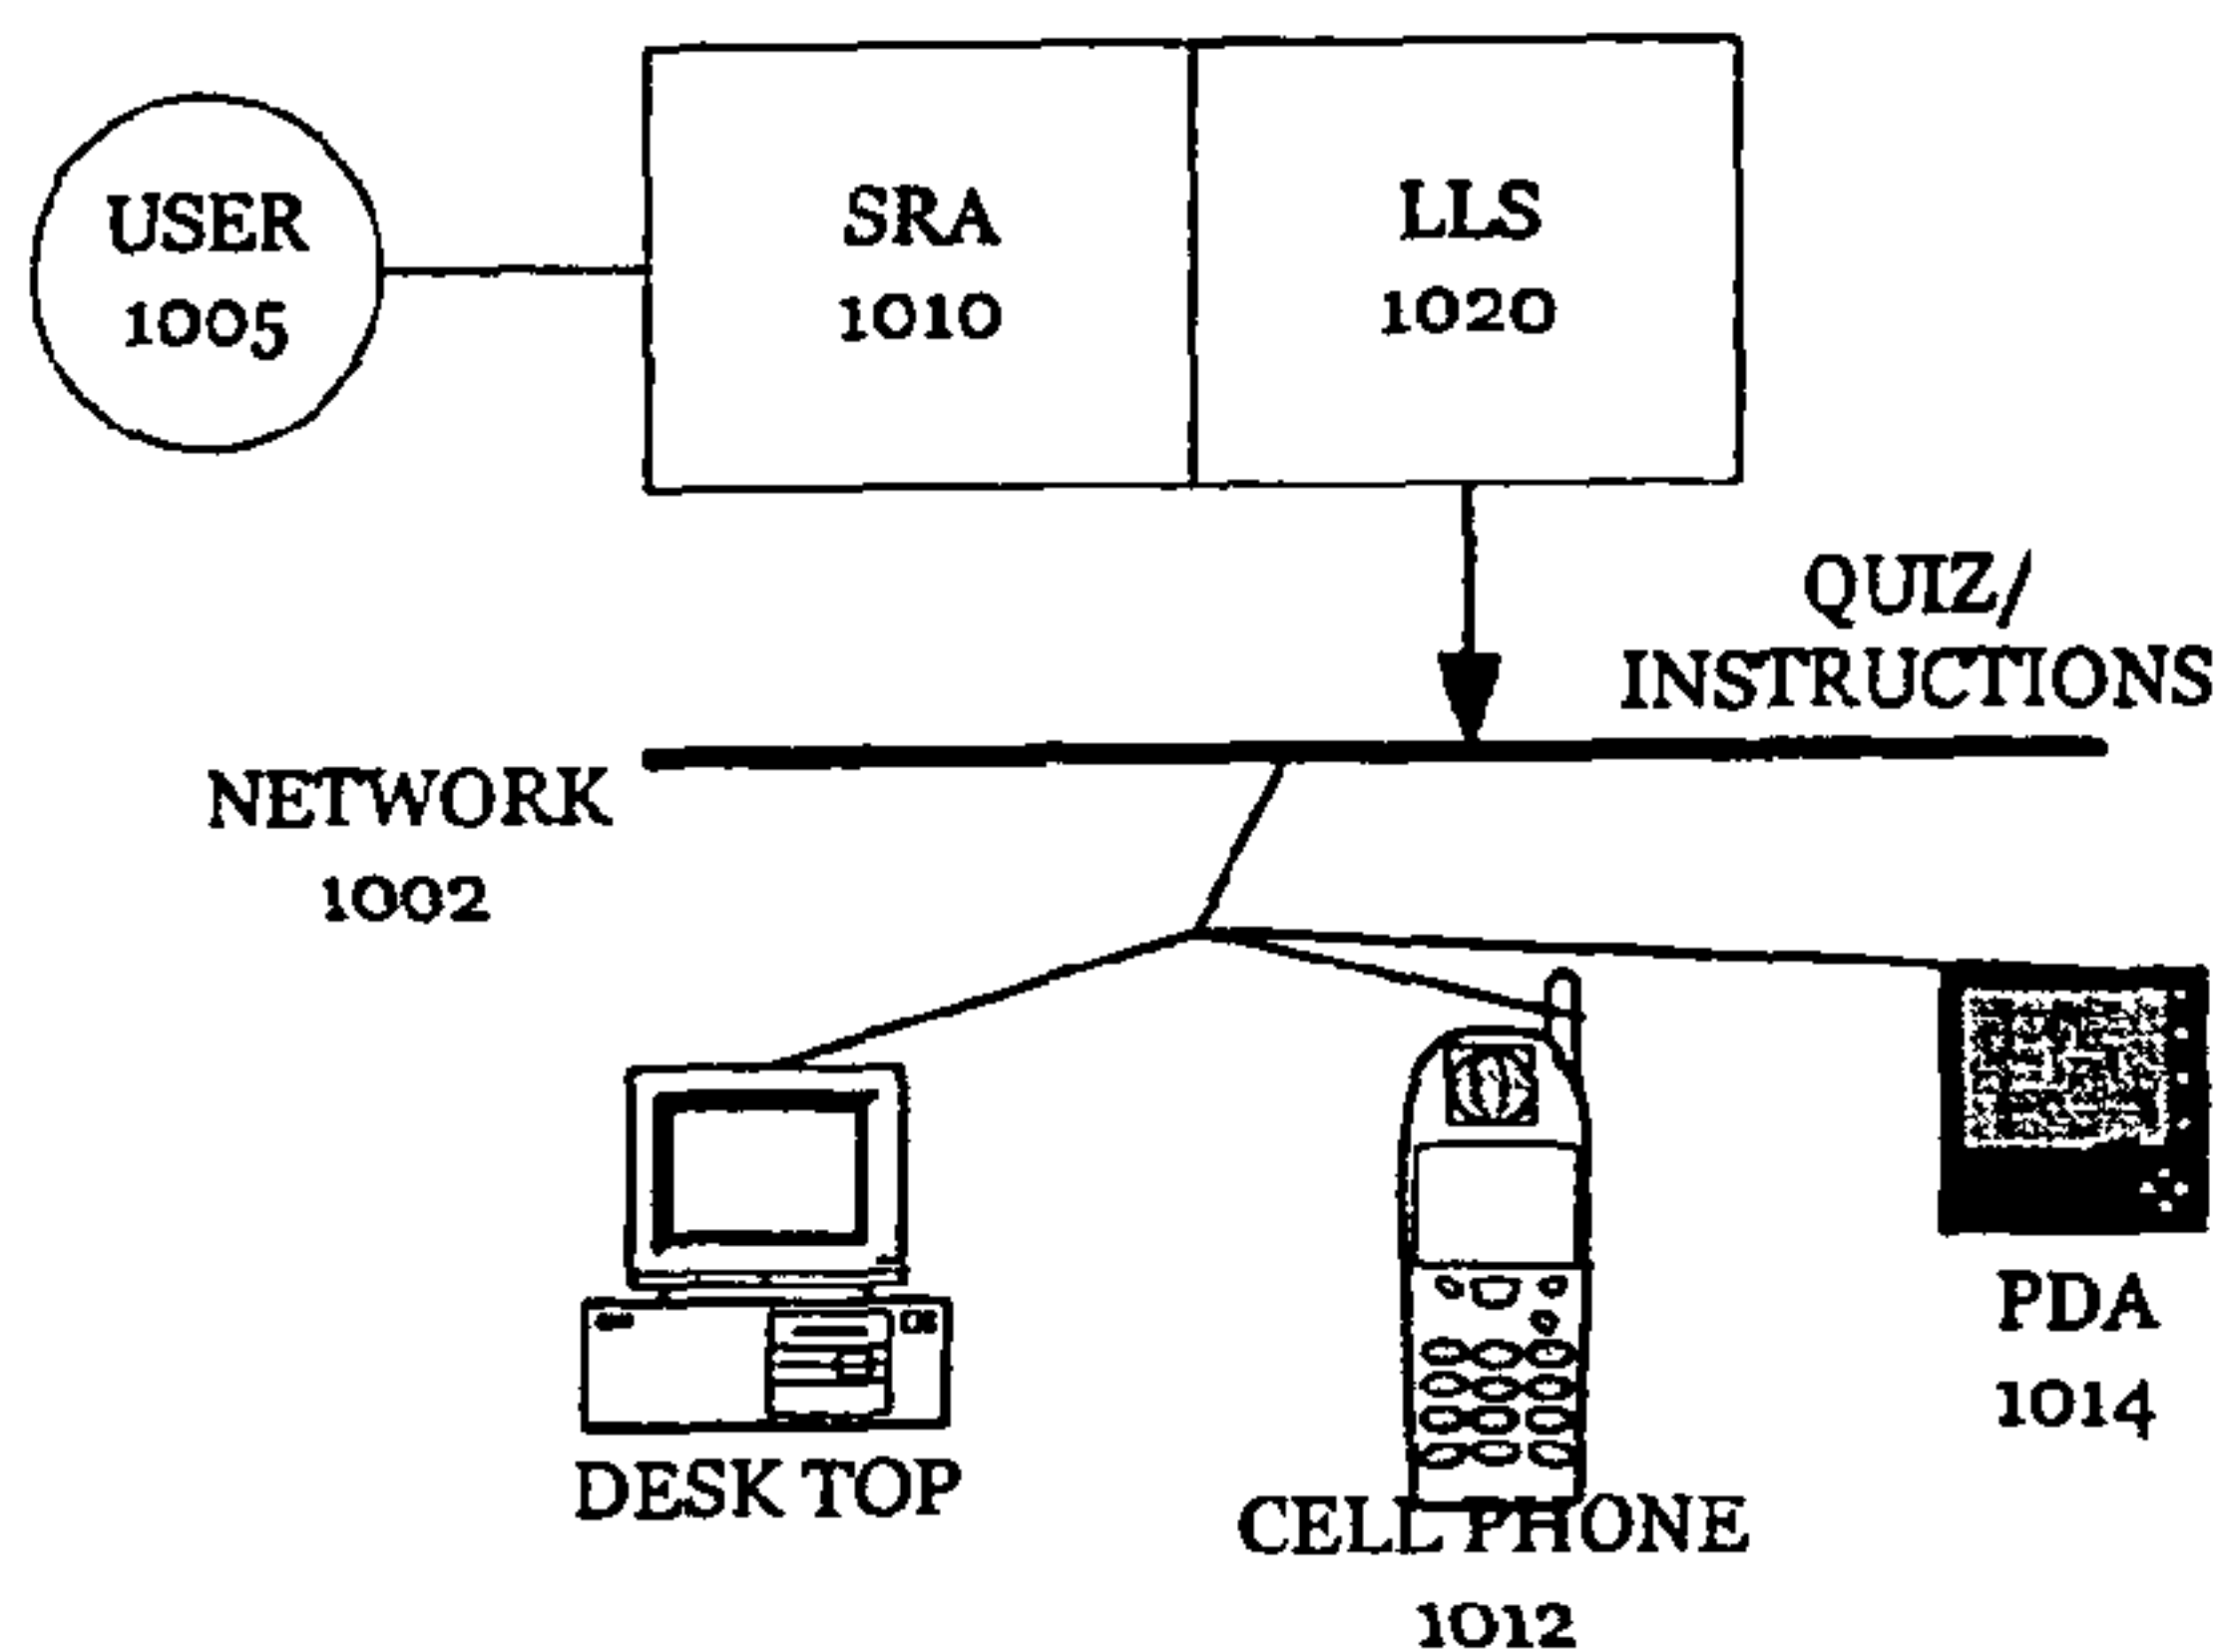 USER
1005
SRA
1010
LLS
1020
QUIZ/
INSTRUCTIONS
NETWORK
1002
DESK TOP
CELL PHONE
1012
PDA
1014